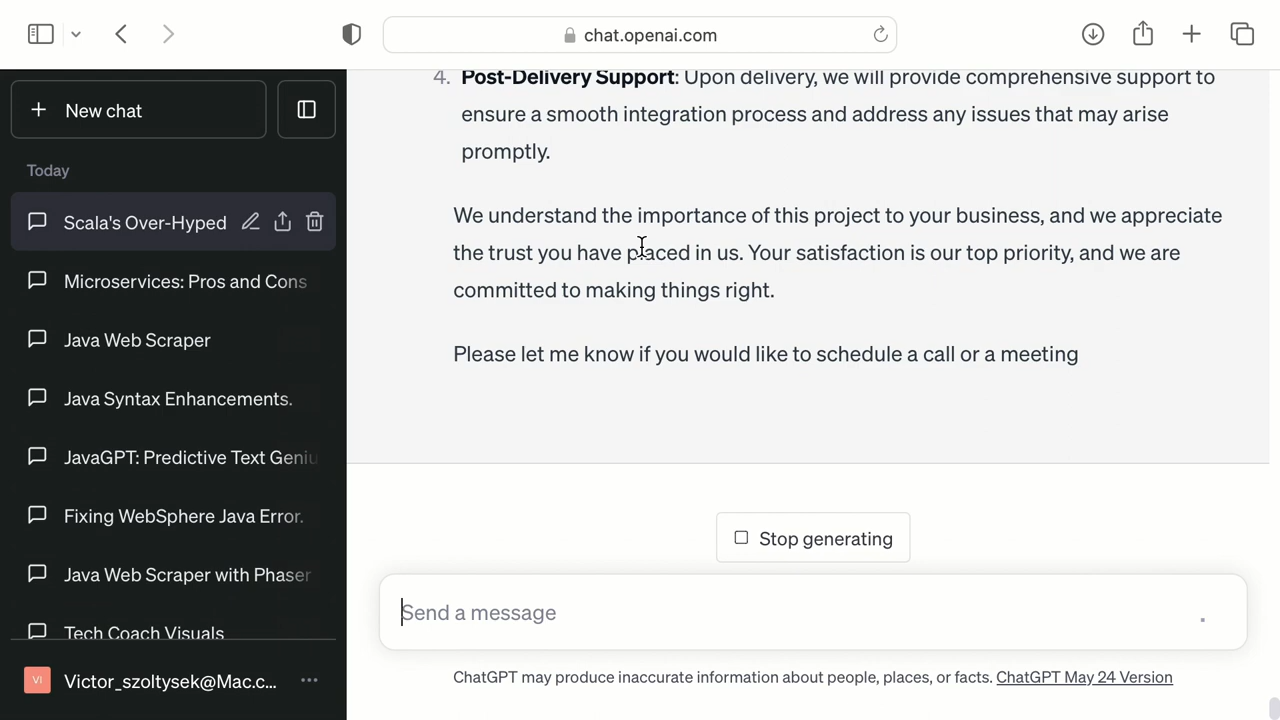 chat.openai.com
New chat
Today
Scala's Over-Hyped
Microservices: Pros and Cons
Java Web Scraper
Java Syntax Enhancements.
JavaGPT: Predictive Text Geniu
Fixing WebSphere Java Error.
Java Web Scraper with Phaser
Tech Coach Visuals
VI Victor_szoltysek@Mac.c...
4. Post-Delivery Support: Upon delivery, we will provide comprehensive support to
ensure a smooth integration process and address any issues that may arise
promptly.
We understand the importance of this project to your business, and we appreciate
the trust you have placed in us. Your satisfaction is our top priority, and we are
committed to making things right.
Please let me know if you would like to schedule a call or a meeting
Stop generating
Send a message
ChatGPT may produce inaccurate information about people, places, or facts. ChatGPT May 24 Version